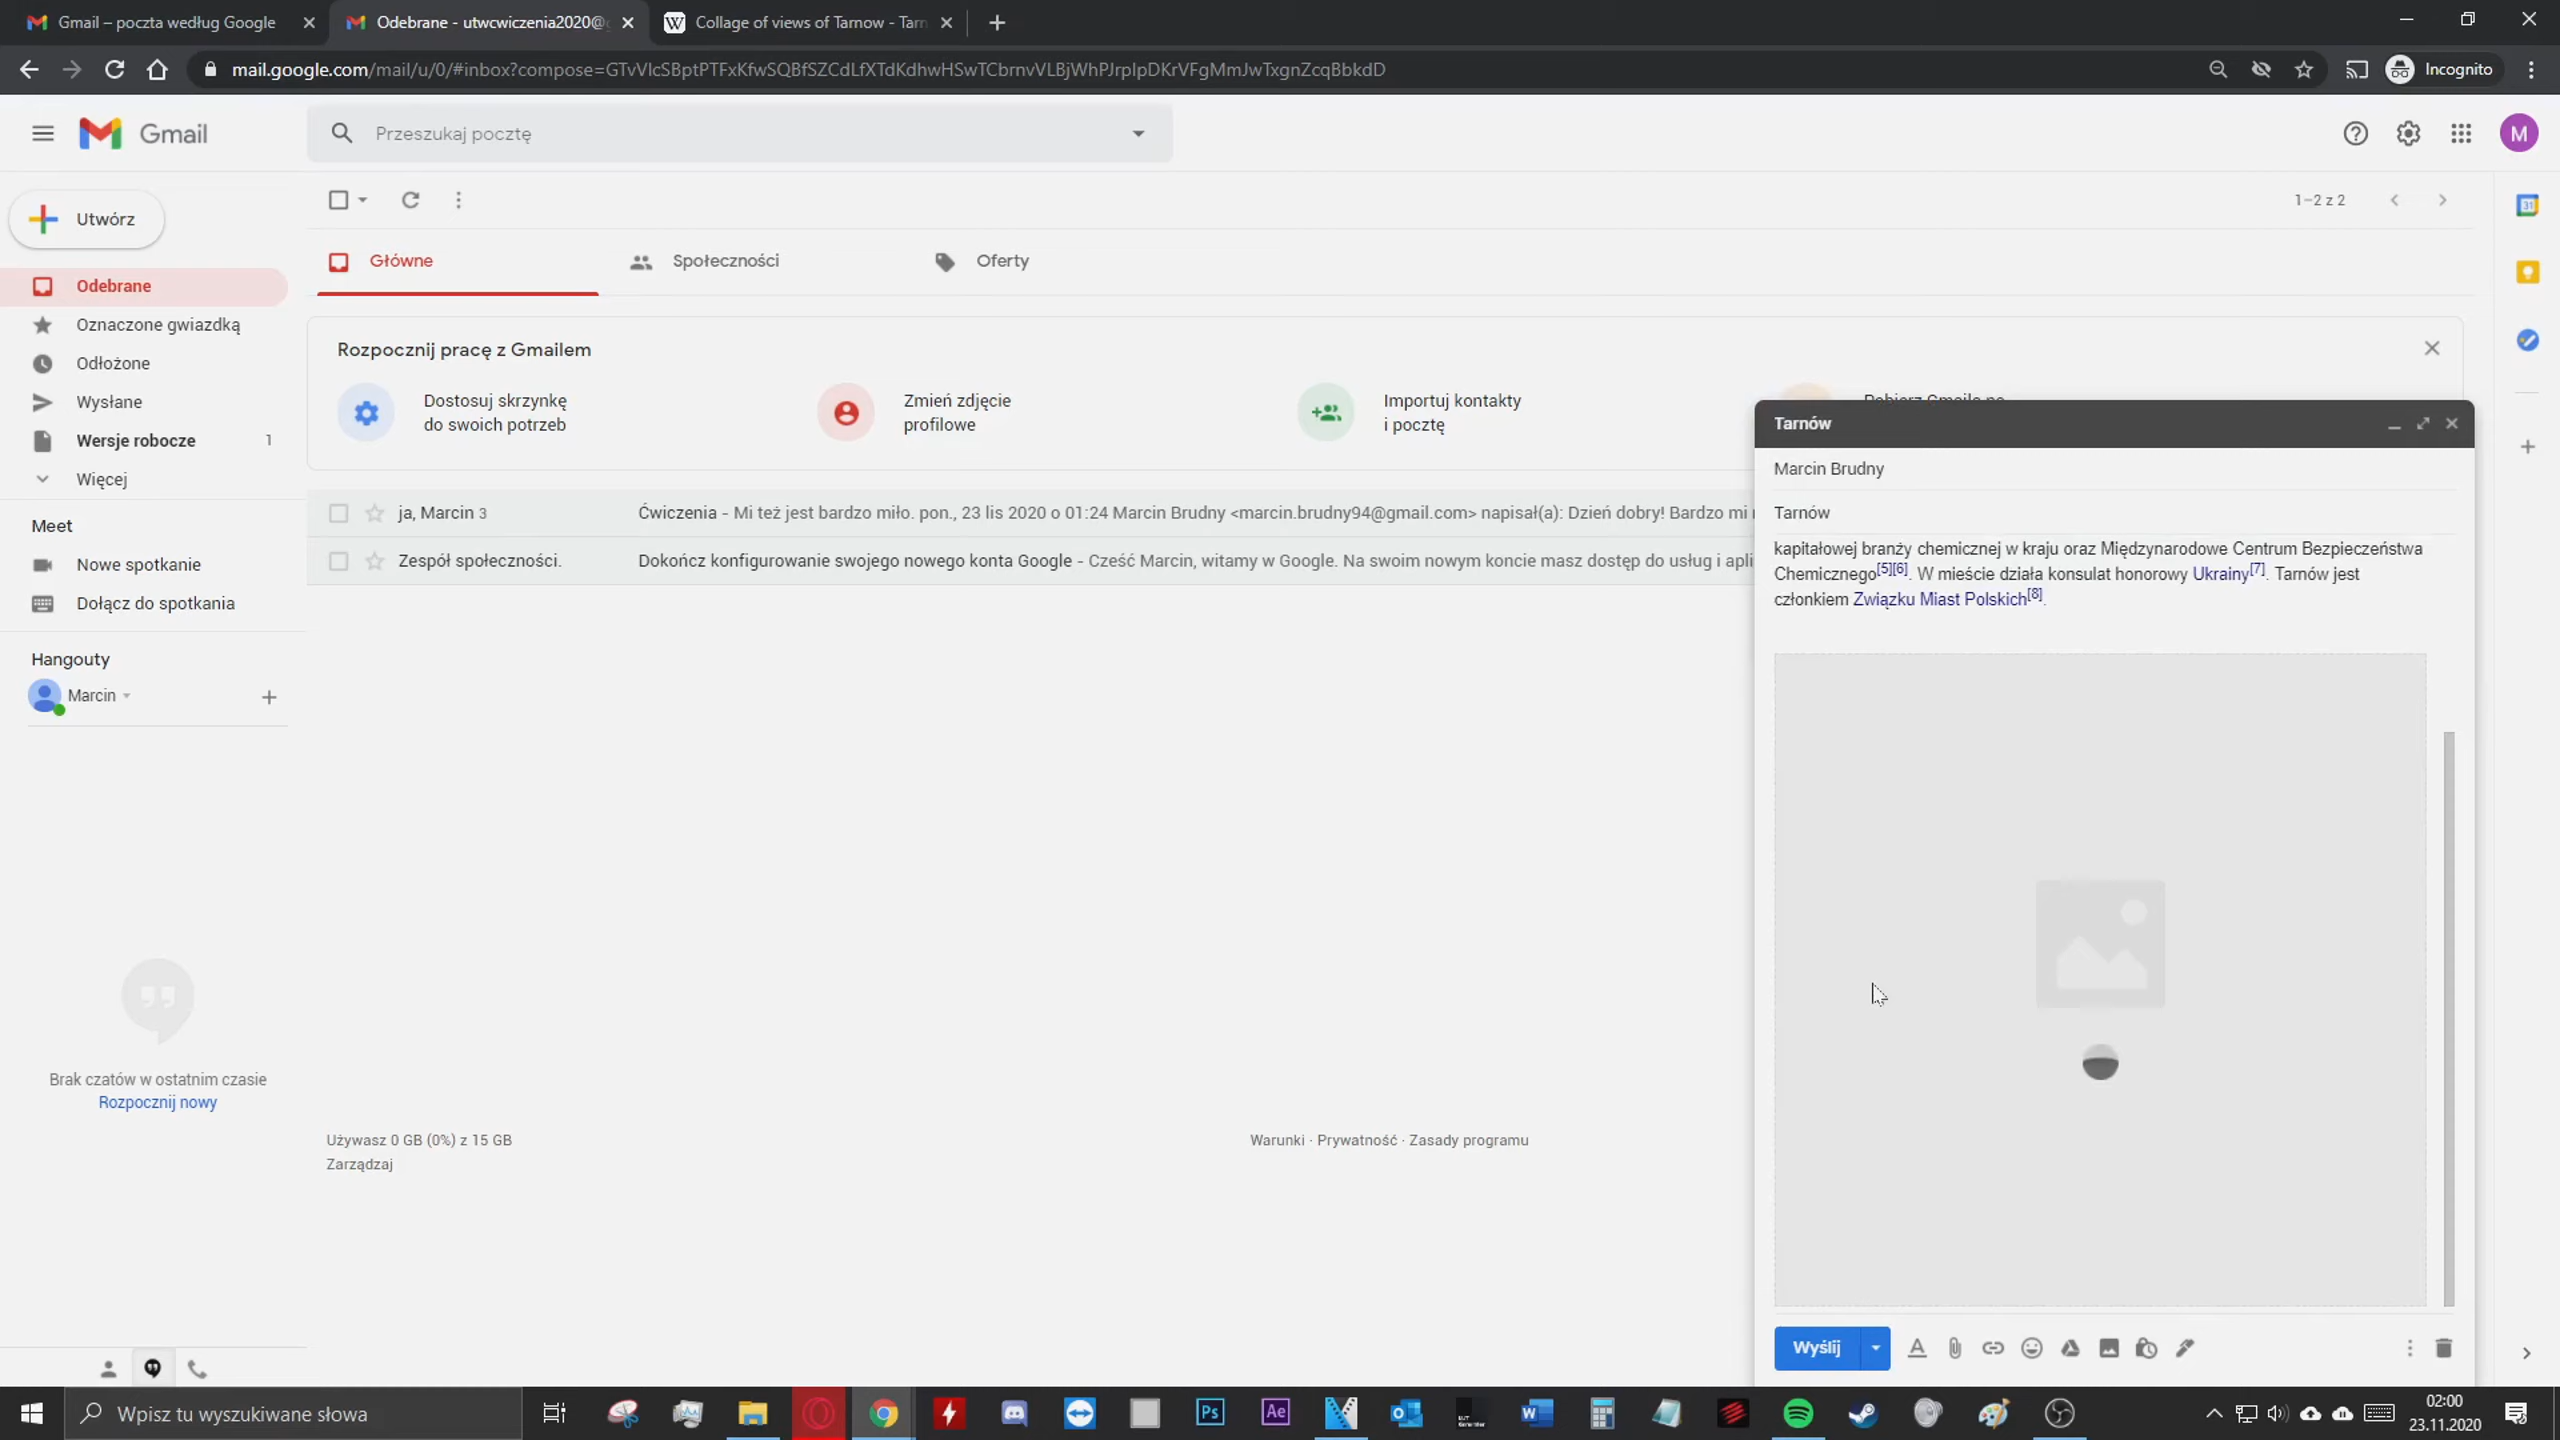 Gmail – poczta według Google
Odebrane - utwcwiczenia2020@g
Collage of views of Tarnow - Tarn
mail.google.com/mail/u/0/#inbox?compose=GTvVlcSBptPTFxKfwSQBfSZCdLfXTdKdhwHSwTCbrnvVLBjWhPJrpIpDKrVFgMmJwTxgnZcqBbkdD
Incognito
Gmail
Przeszukaj pocztę
M
Utwórz
1–2 z 2
31
Główne
Społeczności
Oferty
Odebrane
Oznaczone gwiazdką
Odłożone
Wysłane
Wersje robocze 1
Więcej
Rozpocznij pracę z Gmailem
Dostosuj skrzynkę
do swoich potrzeb
Zmień zdjęcie
profilowe
Importuj kontakty
i pocztę
Pobierz Gmaila na
ja, Marcin 3
Ćwiczenia - Mi też jest bardzo miło. pon., 23 lis 2020 o 01:24 Marcin Brudny <marcin.brudny94@gmail.com> napisał(a): Dzień dobry! Bardzo mi
Zespół społeczności.
Dokończ konfigurowanie swojego nowego konta Google - Cześć Marcin, witamy w Google. Na swoim nowym koncie masz dostęp do usług i apli
Meet
Nowe spotkanie
Dołącz do spotkania
Hangouty
Marcin
Brak czatów w ostatnim czasie
Rozpocznij nowy
Używasz 0 GB (0%) z 15 GB
Zarządzaj
Warunki · Prywatność · Zasady programu
Tarnów
Marcin Brudny
Tarnów
kapitałowej branży chemicznej w kraju oraz Międzynarodowe Centrum Bezpieczeństwa
Chemicznego[5][6]. W mieście działa konsulat honorowy Ukrainy[7]. Tarnów jest
członkiem Związku Miast Polskich[8].
Wyślij
Wpisz tu wyszukiwane słowa
Ps
Ae
02:00
23.11.2020